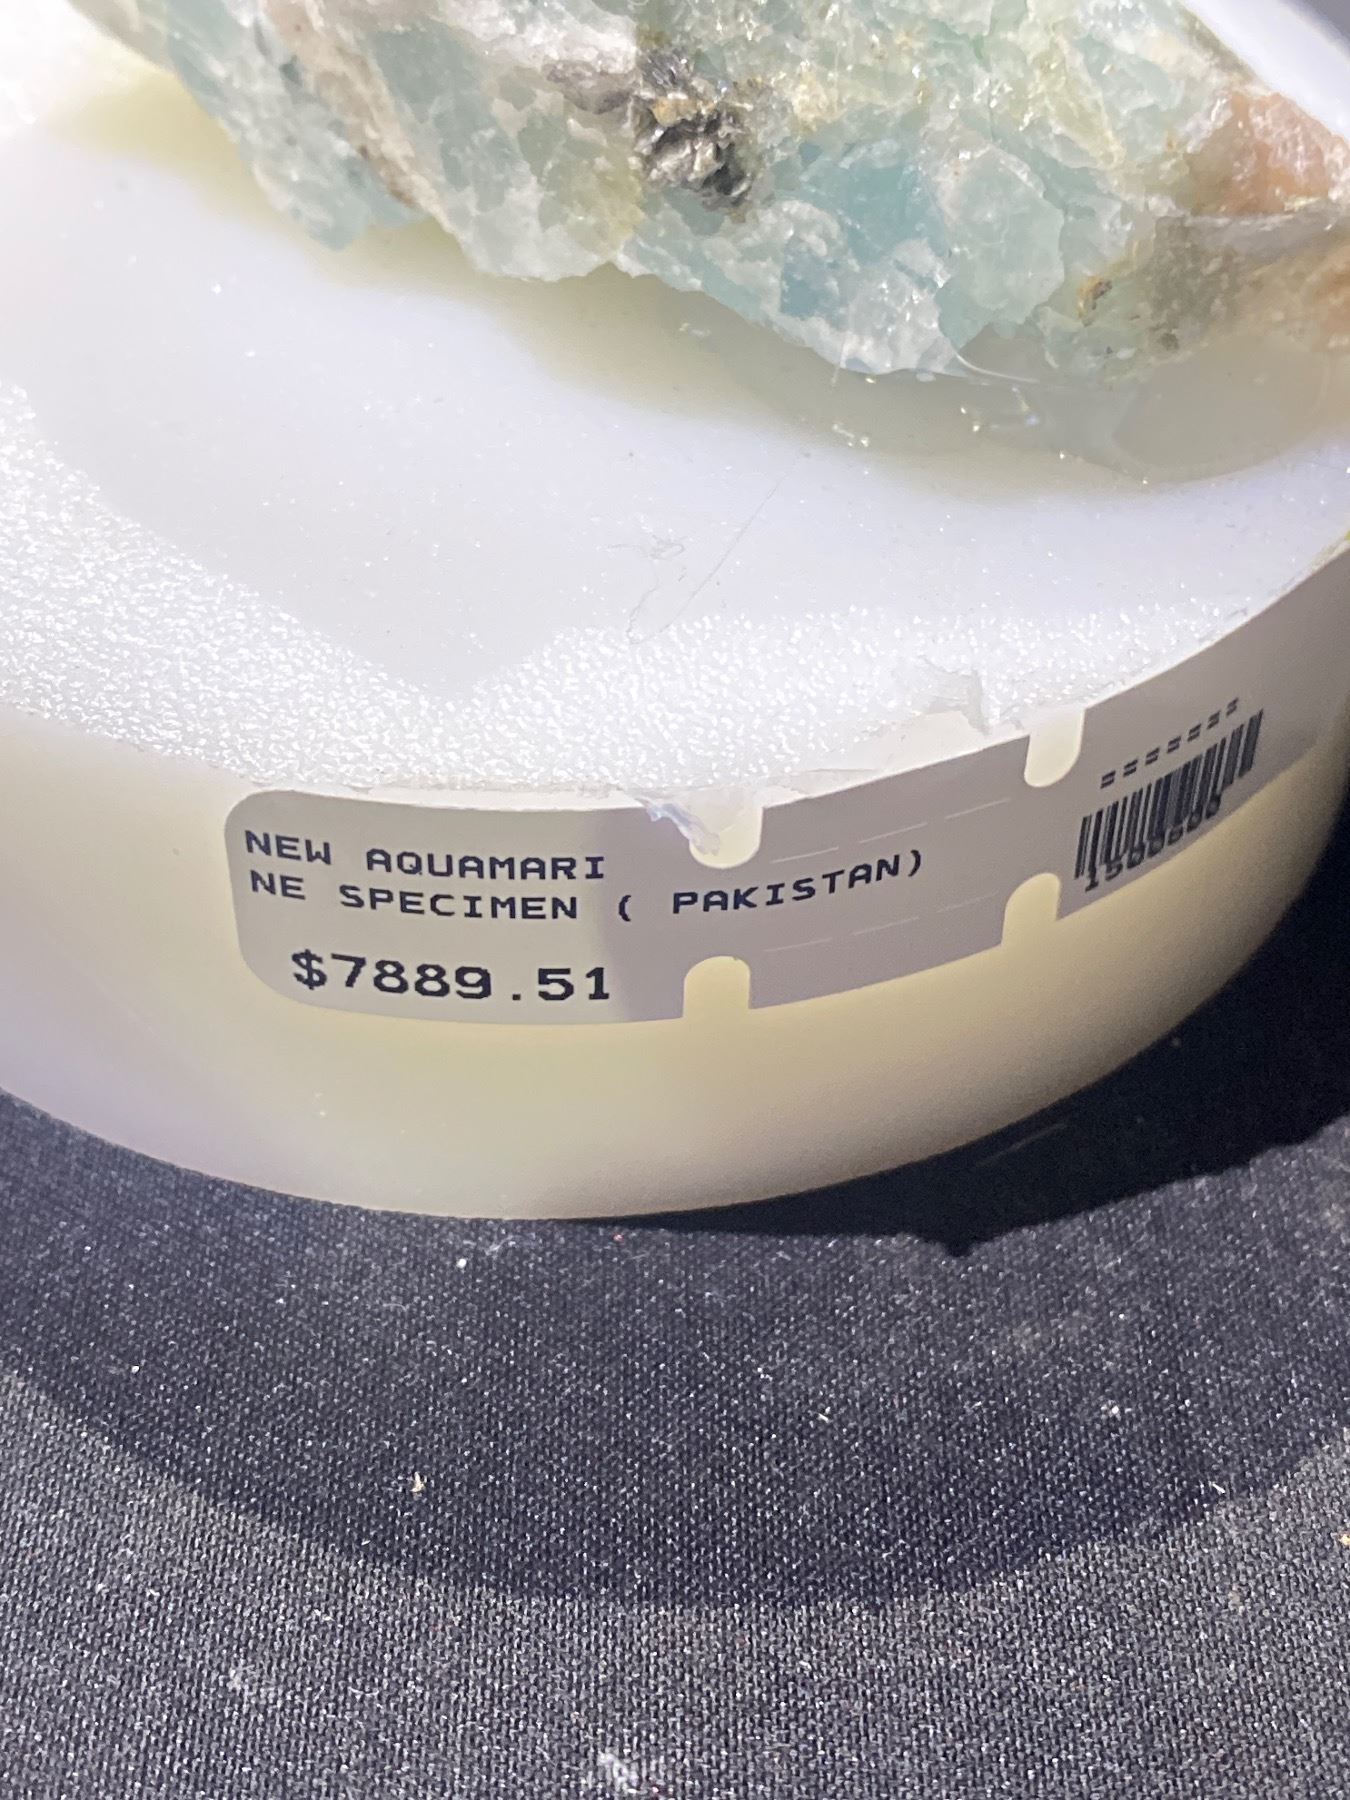 NEW AQUAMARI
NE SPECIMEN ( PAKISTAN)
$7889.51
=======